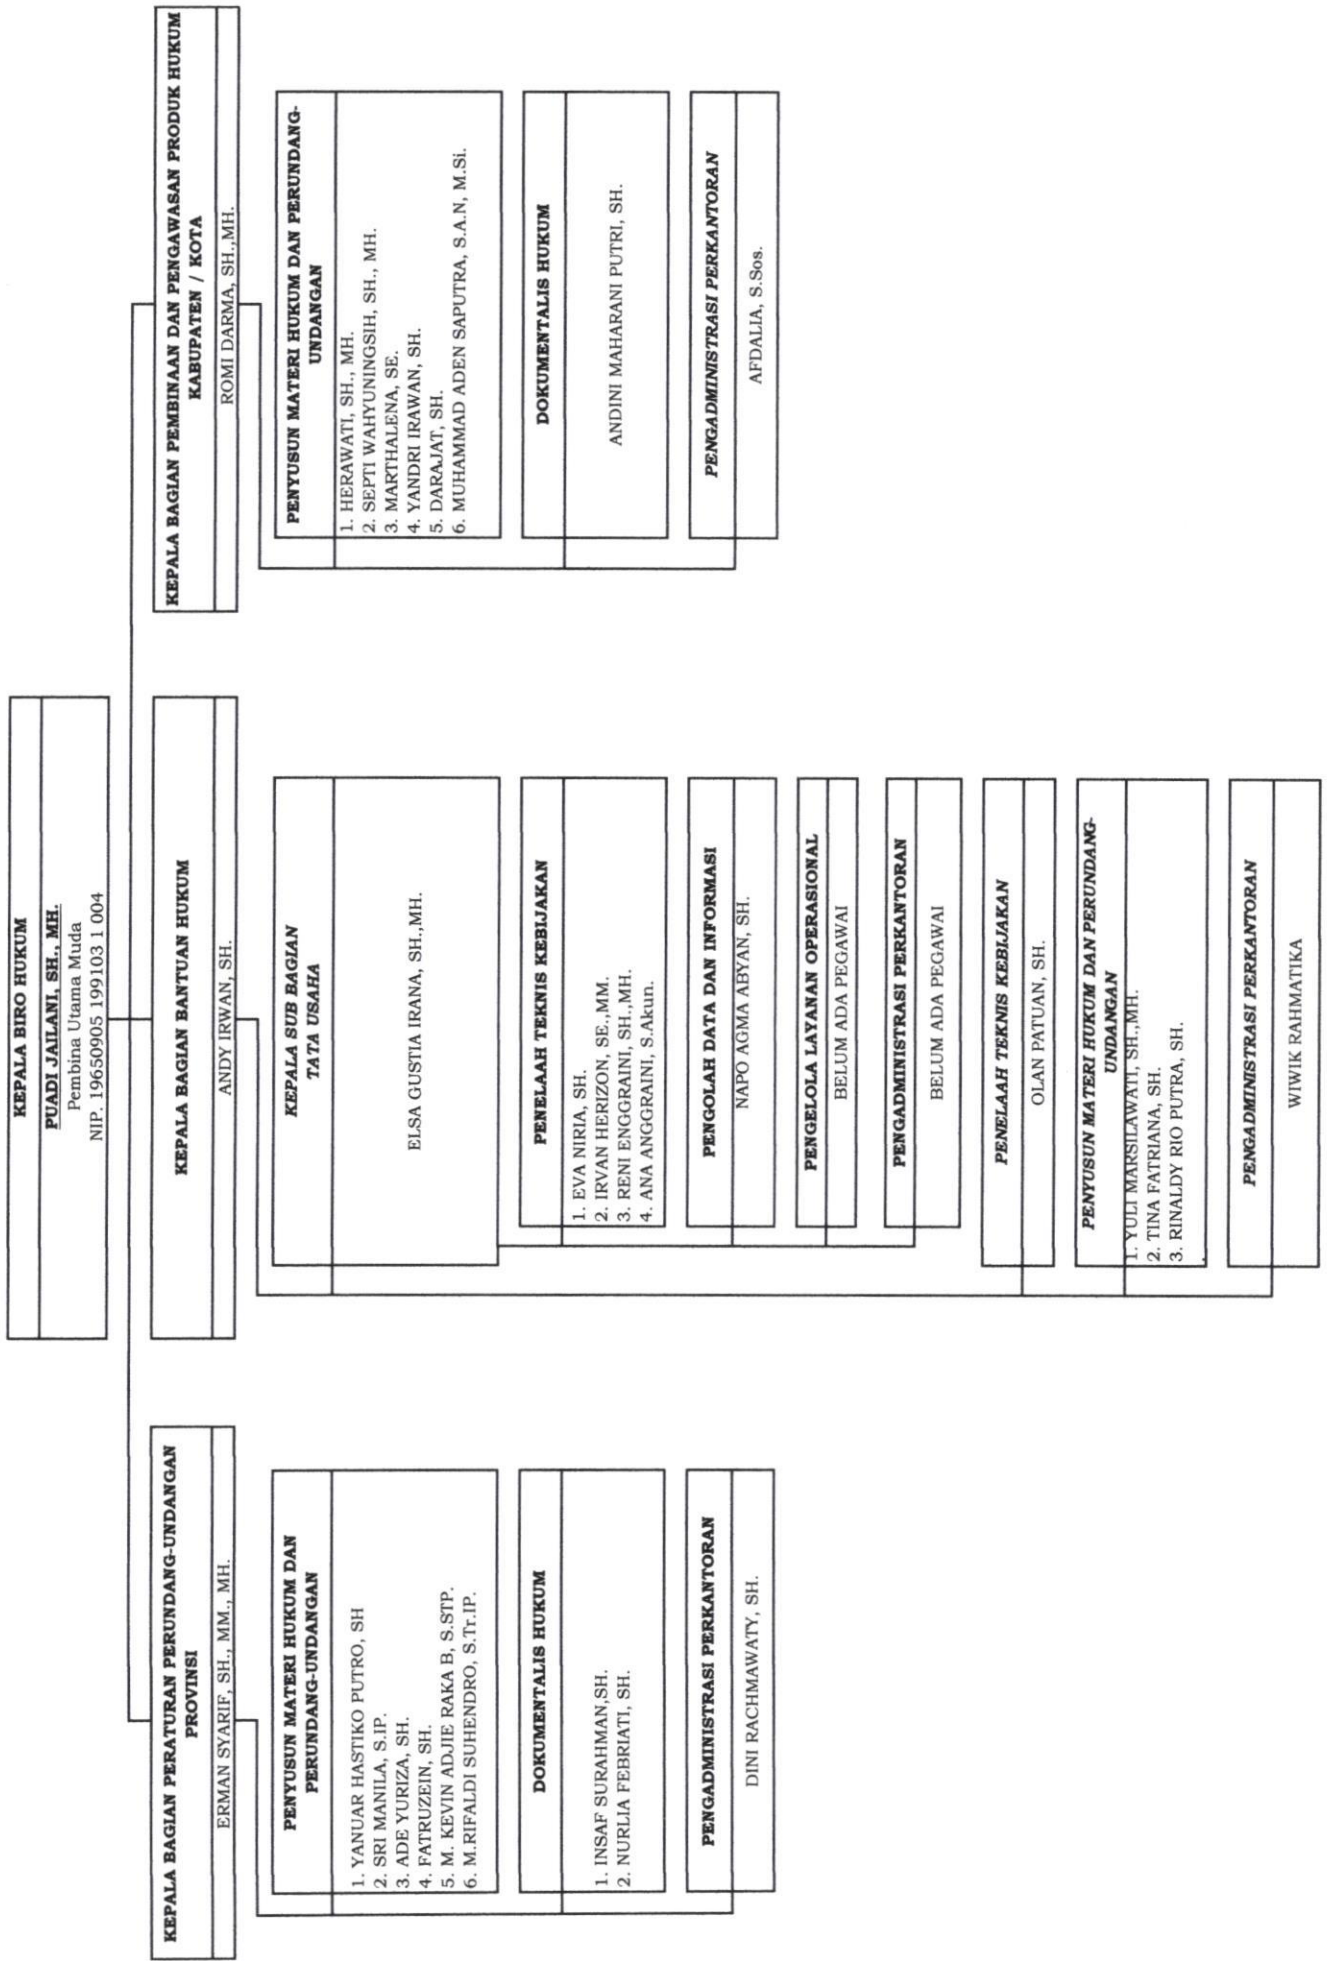 KEPALA BIRO HUKUM
PUADI JAILANI, SH., MH.
Pembina Utama Muda
NIP. 19650905 199103 1 004
KEPALA BAGIAN PERATURAN PERUNDANG-UNDANGAN
PROVINSI
ERMAN SYARIF, SH., MM., MH.
PENYUSUN MATERI HUKUM DAN
PERUNDANG-UNDANGAN
1. YANUAR HASTIKO PUTRO, SH
2. SRI MANILA, S.IP.
3. ADE YURIZA, SH.
4. FATRUZEIN, SH.
5. M. KEVIN ADJIE RAKA B, S.STP.
6. M.RIFALDI SUHENDRO, S.Tr.IP.
DOKUMENTALIS HUKUM
1. INSAF SURAHMAN,SH.
2. NURLIA FEBRIATI, SH.
PENGADMINISTRASI PERKANTORAN
DINI RACHMAWATY, SH.
KEPALA BAGIAN BANTUAN HUKUM
ANDY IRWAN, SH.
KEPALA SUB BAGIAN
TATA USAHA
ELSA GUSTIA IRANA, SH.,MH.
PENELAAH TEKNIS KEBIJAKAN
1. EVA NIRIA, SH.
2. IRVAN HERIZON, SE.,MM.
3. RENI ENGGRAINI, SH.,MH.
4. ANA ANGGRAINI, S.Akun.
PENGOLAH DATA DAN INFORMASI
NAPO AGMA ABYAN, SH.
PENGELOLA LAYANAN OPERASIONAL
BELUM ADA PEGAWAI
PENGADMINISTRASI PERKANTORAN
BELUM ADA PEGAWAI
PENELAAH TEKNIS KEBIJAKAN
OLAN PATUAN, SH.
PENYUSUN MATERI HUKUM DAN PERUNDANG-
UNDANGAN
1. YULI MARSILAWATI, SH.,MH.
2. TINA FATRIANA, SH.
3. RINALDY RIO PUTRA, SH.
PENGADMINISTRASI PERKANTORAN
WIWIK RAHMATIKA
KEPALA BAGIAN PEMBINAAN DAN PENGAWASAN PRODUK HUKUM
KABUPATEN / KOTA
ROMI DARMA, SH.,MH.
PENYUSUN MATERI HUKUM DAN PERUNDANG-
UNDANGAN
1. HERAWATI, SH., MH.
2. SEPTI WAHYUNINGSIH, SH., MH.
3. MARTHALENA, SE.
4. YANDRI IRAWAN, SH.
5. DARAJAT, SH.
6. MUHAMMAD ADEN SAPUTRA, S.A.N, M.Si.
DOKUMENTALIS HUKUM
ANDINI MAHARANI PUTRI, SH.
PENGADMINISTRASI PERKANTORAN
AFDALIA, S.Sos.